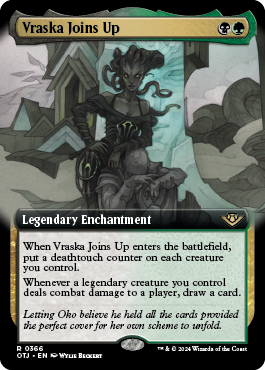 Vraska Joins Up
Legendary Enchantment
When Vraska Joins Up enters the battlefield,
put a deathtouch counter on each creature
you control.
Whenever a legendary creature you control
deals combat damage to a player, draw a card.
Letting Oko believe he held all the cards provided
the perfect cover for her own scheme to unfold.
R 0366
OTJ • EN Wylie Beckert
™ & © 2024 Wizards of the Coast